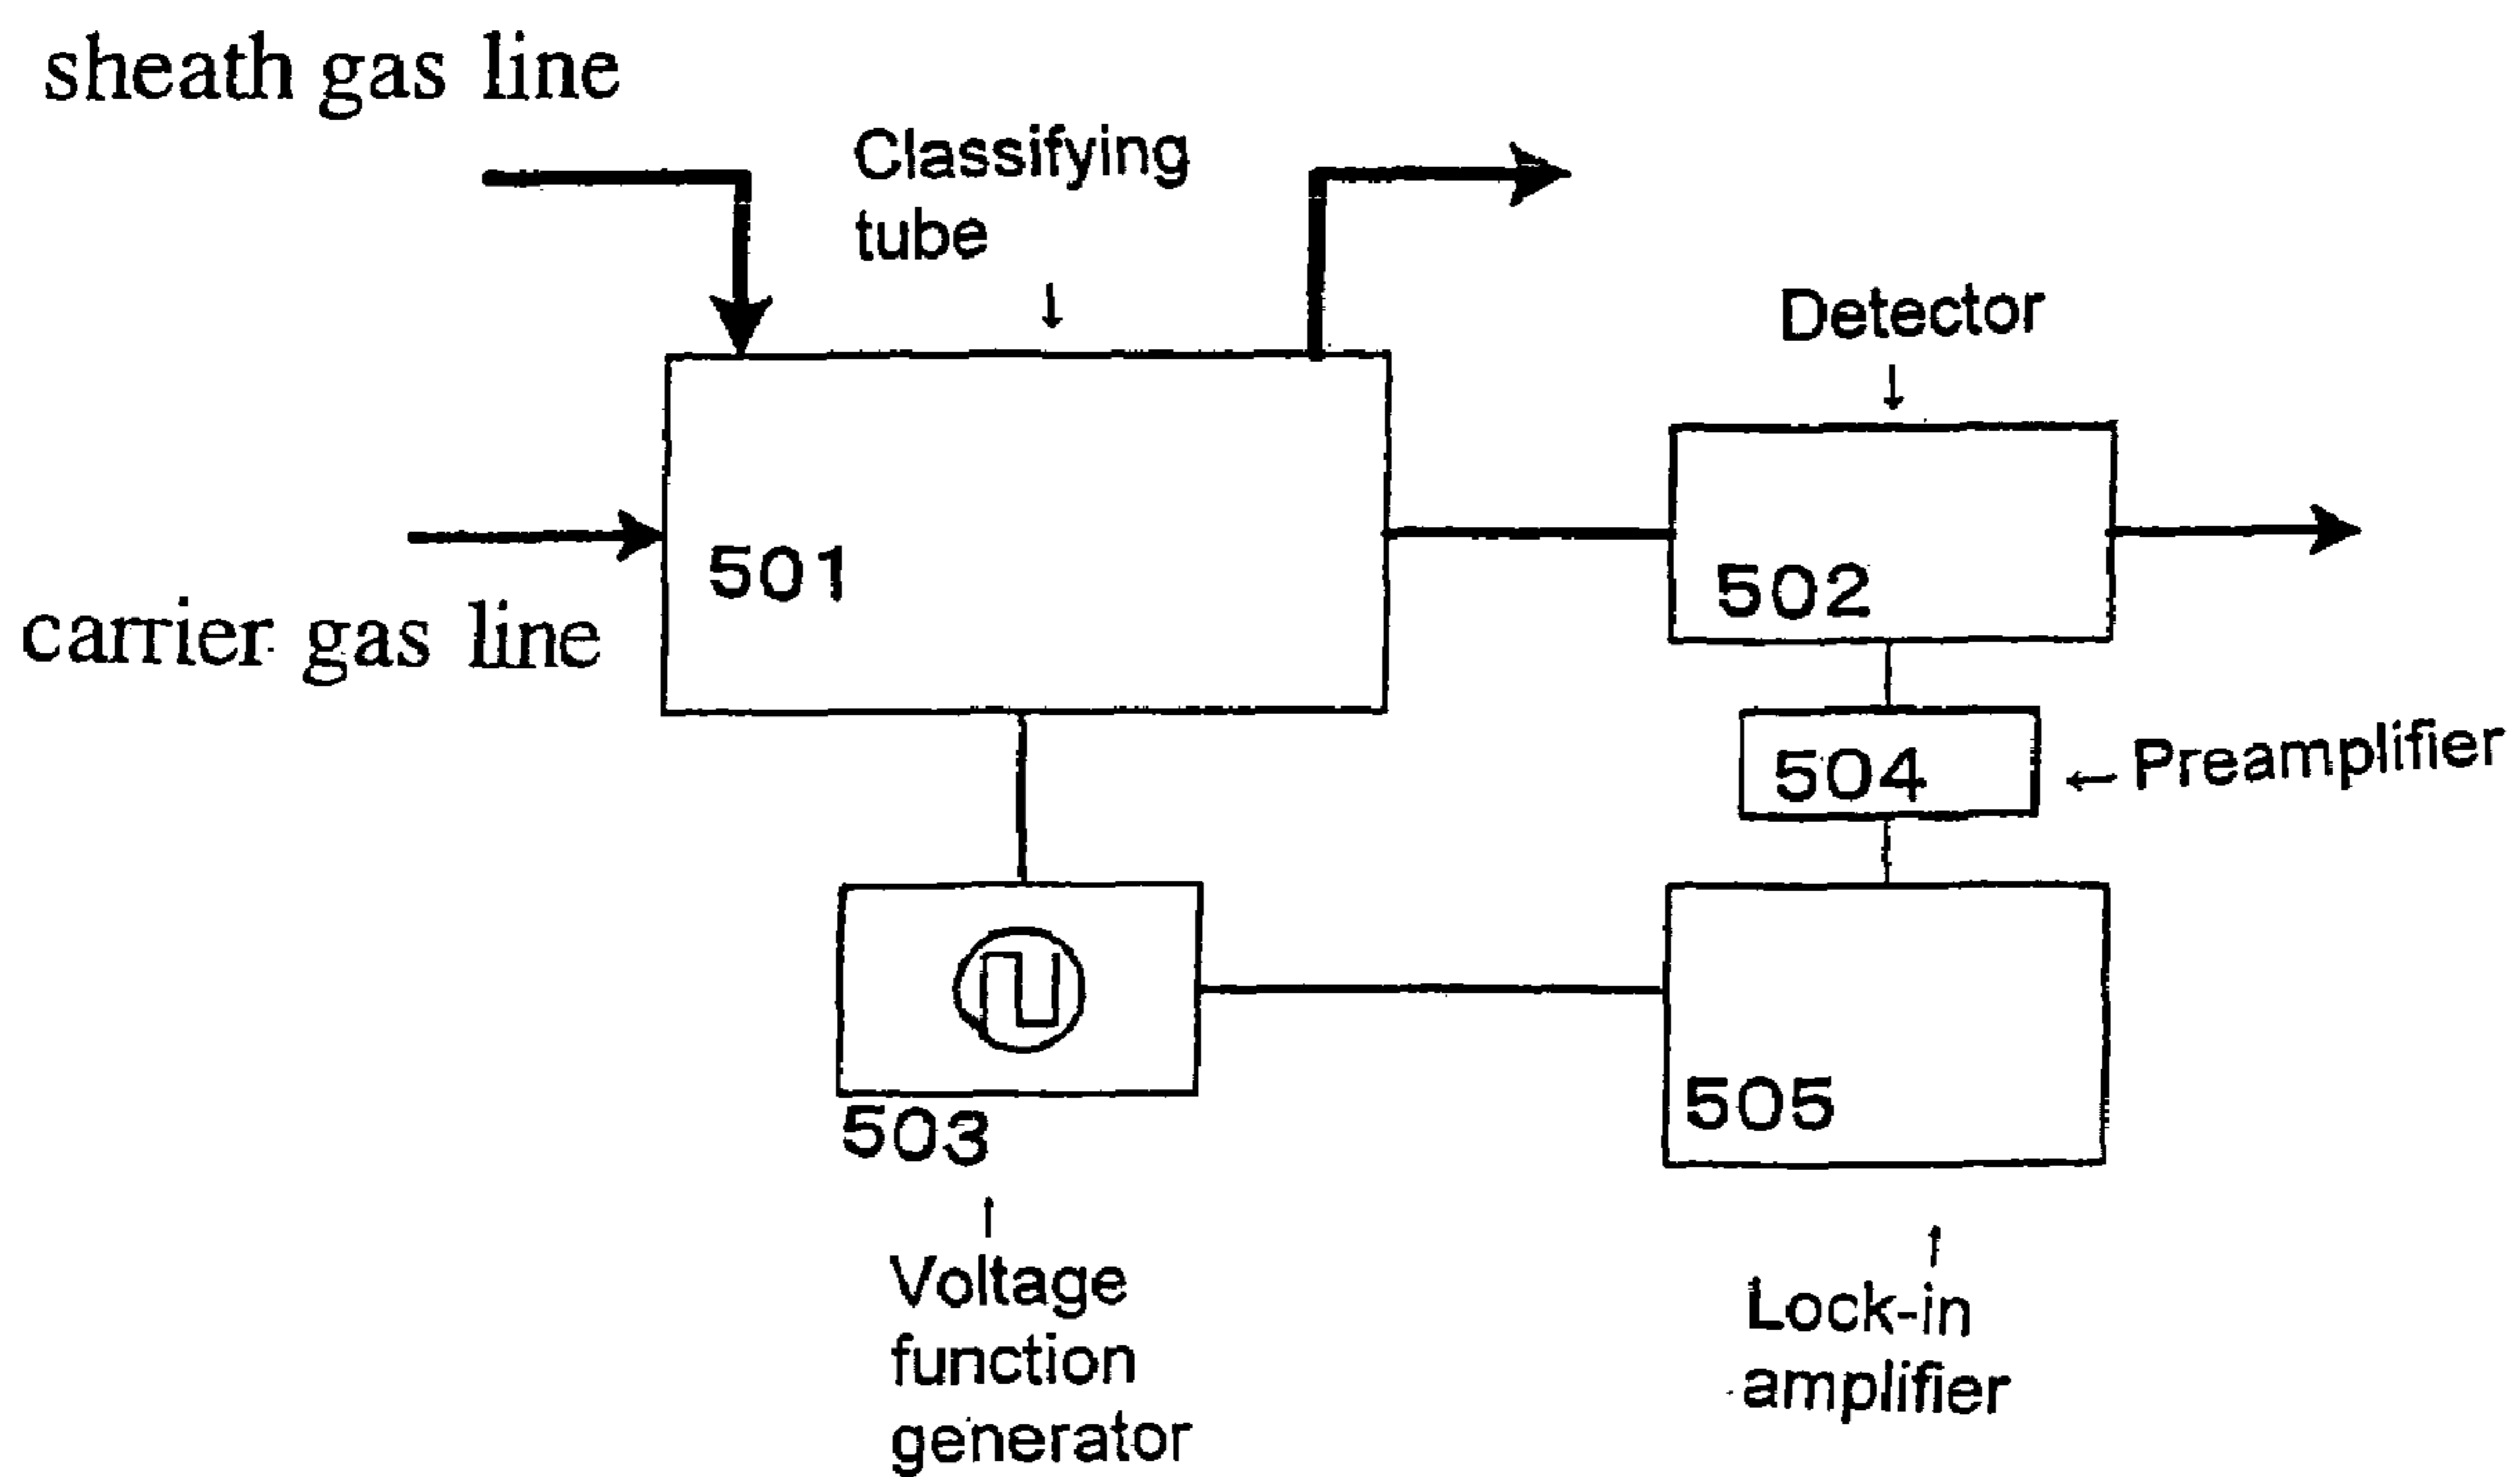 sheath gas line
Classifying
tube
Detector
501
502
carrier gas line
504
Preamplifier
503
505
Voltage
function
generator
Lock-in
amplifier